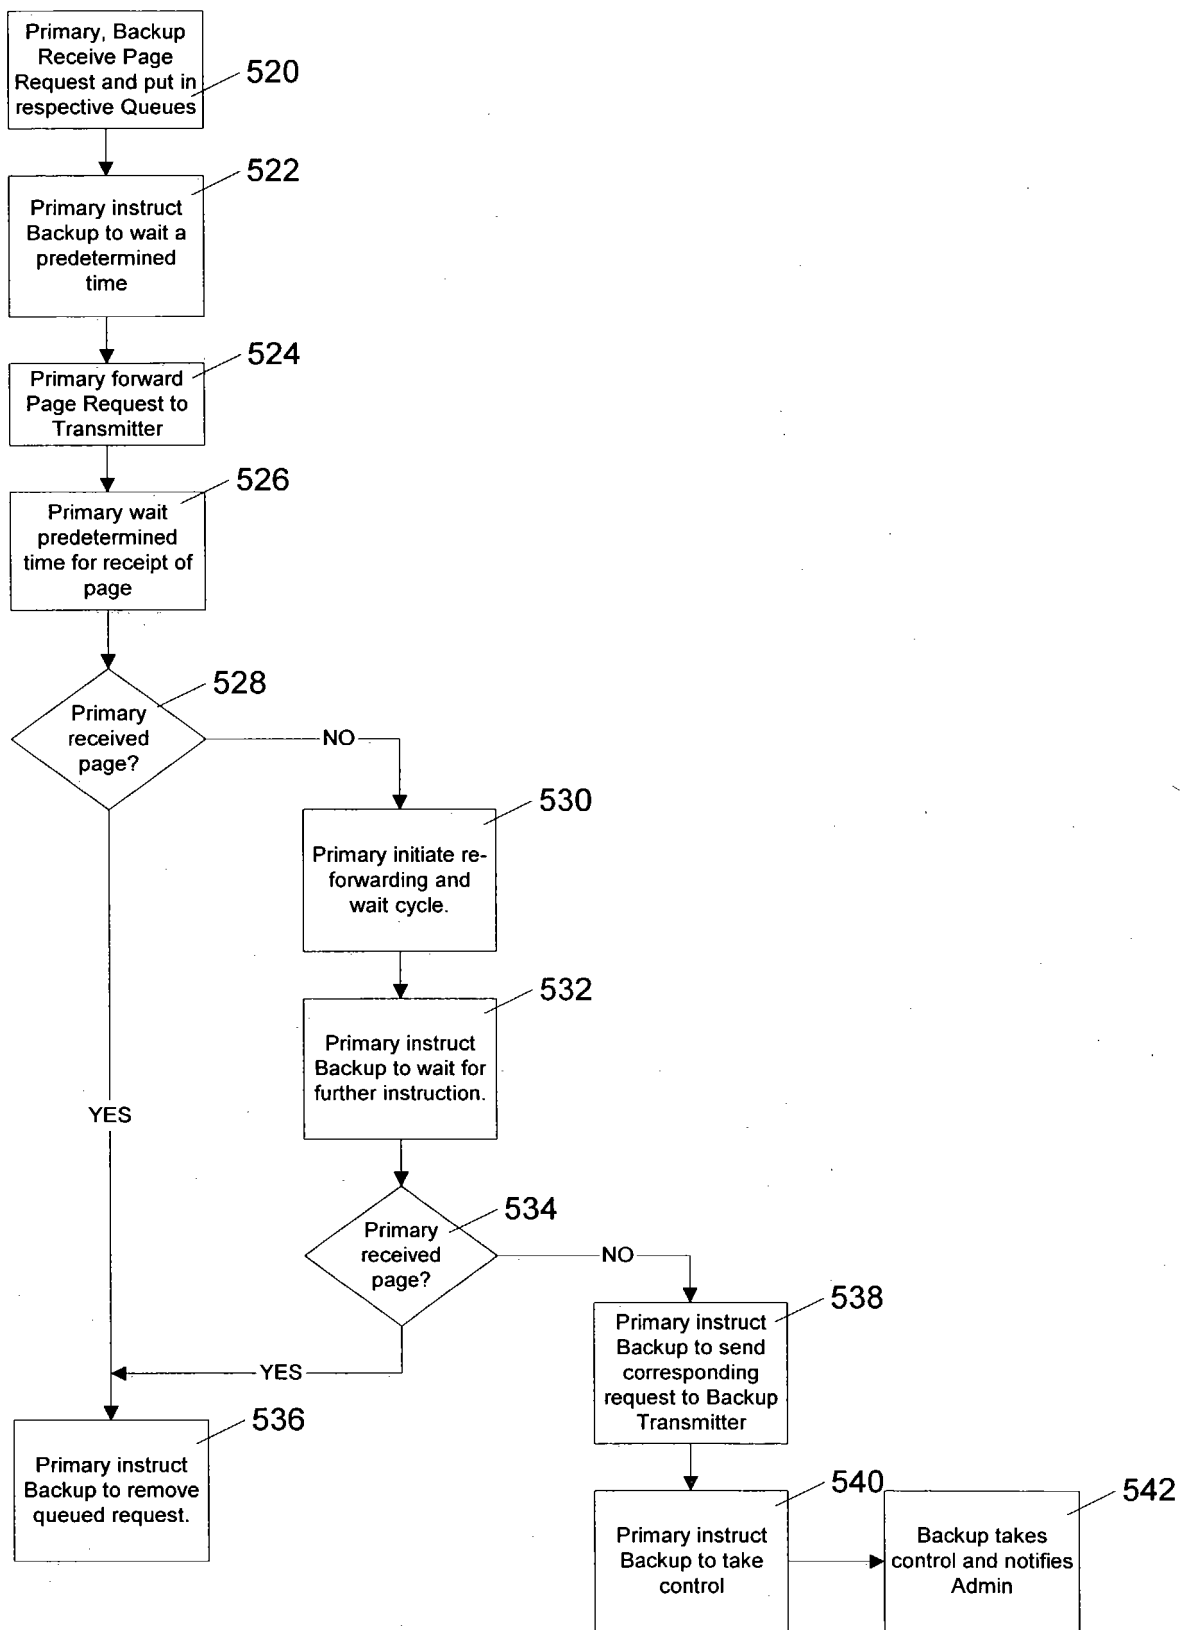 Primary, Backup
Receive Page
Request and put in
respective Queues
520
522
Primary instruct
Backup to wait a
predetermined
time
524
Primary forward
Page Request to
Transmitter
526
Primary wait
predetermined
time for receipt of
page
528
Primary
received
page?
NO
530
Primary initiate re-
forwarding and
wait cycle.
532
Primary instruct
Backup to wait for
further instruction.
YES
534
Primary
received
page?
NO
538
Primary instruct
Backup to send
corresponding
request to Backup
Transmitter
YES
536
Primary instruct
Backup to remove
queued request.
540
Primary instruct
Backup to take
control
542
Backup takes
control and notifies
Admin